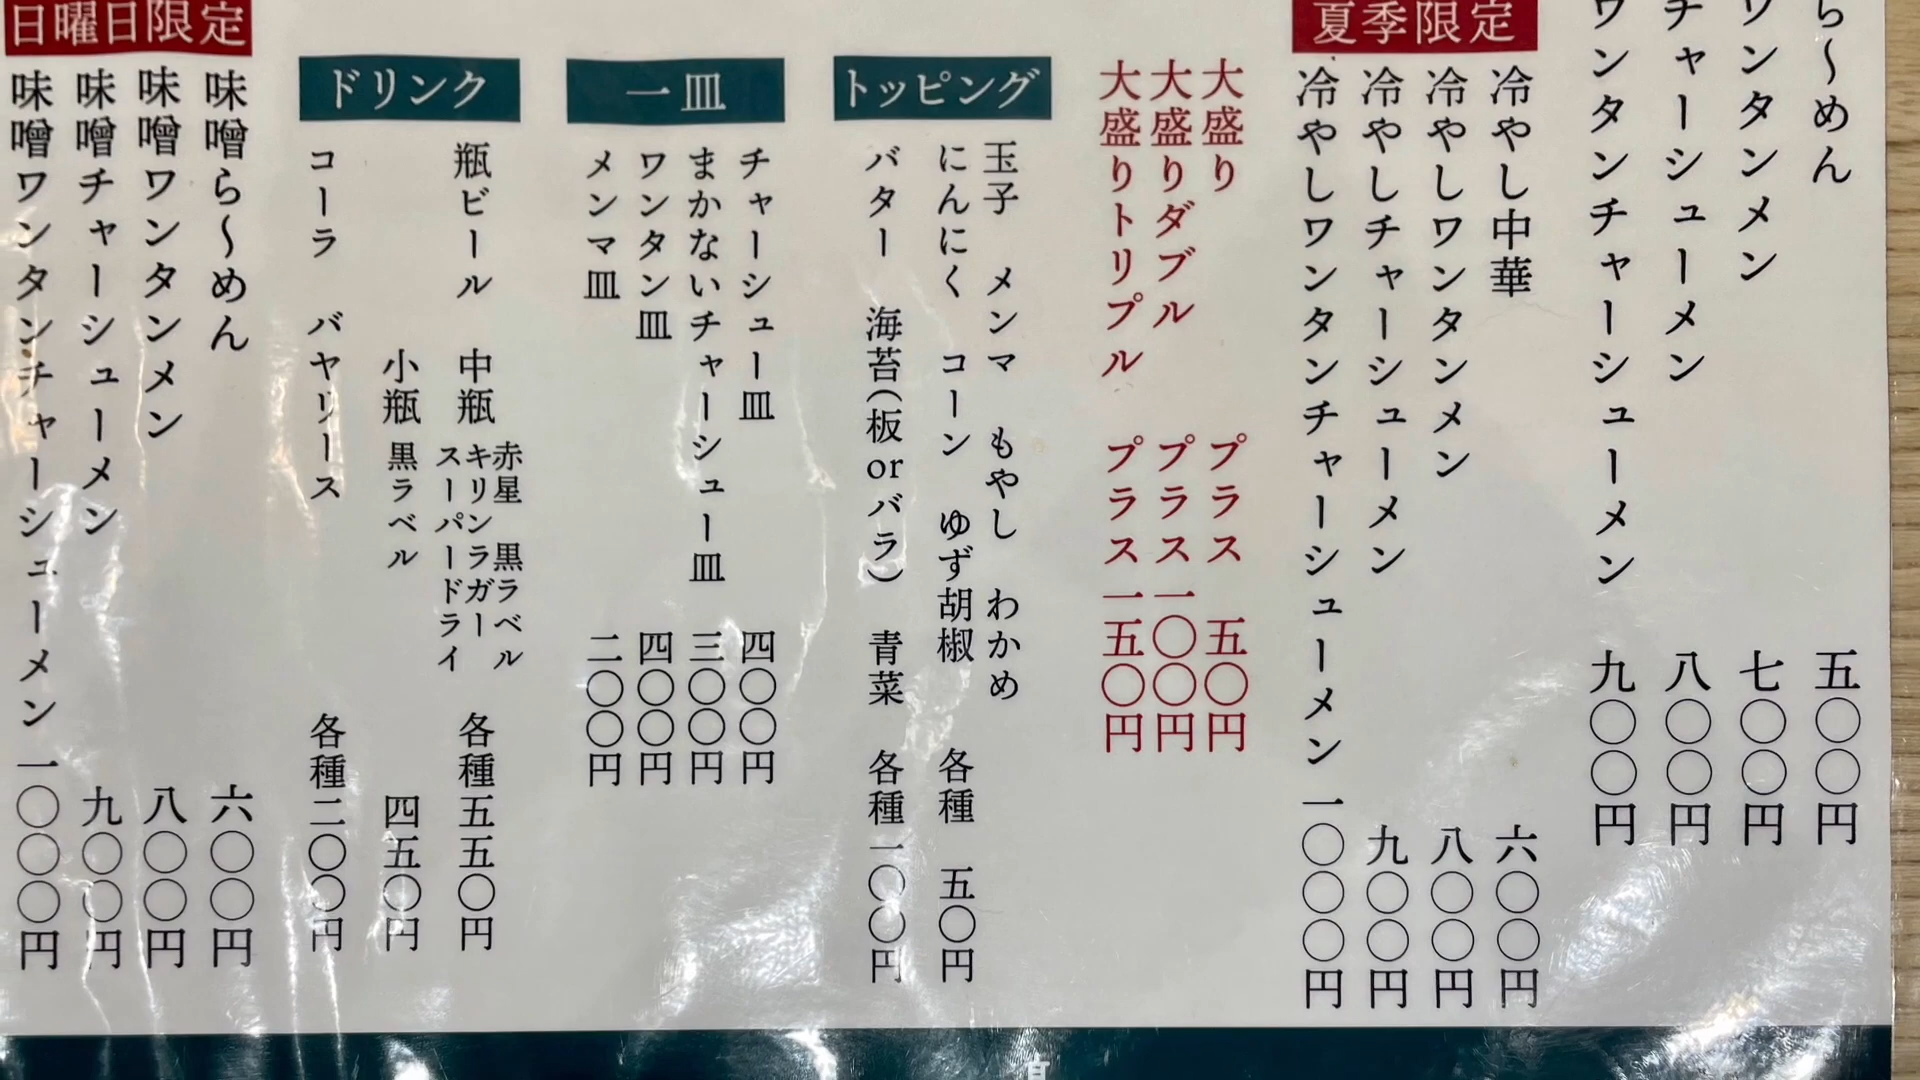 ら〜めん 五〇〇円
ワンタンメン 七〇〇円
チャーシューメン 八〇〇円
ワンタンチャーシューメン 九〇〇円
夏季限定
冷やし中華 六〇〇円
冷やしワンタンメン 八〇〇円
冷やしチャーシューメン 九〇〇円
冷やしワンタンチャーシューメン 一〇〇〇円
大盛り プラス 五〇円
大盛りダブル プラス一〇〇円
大盛りトリプル プラス一五〇円
トッピング
玉子 メンマ もやし わかめ
にんにく コーン ゆず胡椒 各種 五〇円
バター 海苔(板orバラ) 青菜 各種一〇〇円
一皿
チャーシュー皿 四〇〇円
まかないチャーシュー皿 三〇〇円
ワンタン皿 四〇〇円
メンマ皿 二〇〇円
ドリンク
瓶ビール 中瓶 赤星 黒ラベル
キリンラガー
スーパードライ 各種五五〇円
小瓶 黒ラベル 四五〇円
コーラ バヤリース 各種二〇〇円
日曜日限定
味噌ら〜めん 六〇〇円
味噌ワンタンメン 八〇〇円
味噌チャーシューメン 九〇〇円
味噌ワンタンチャーシューメン 一〇〇〇円